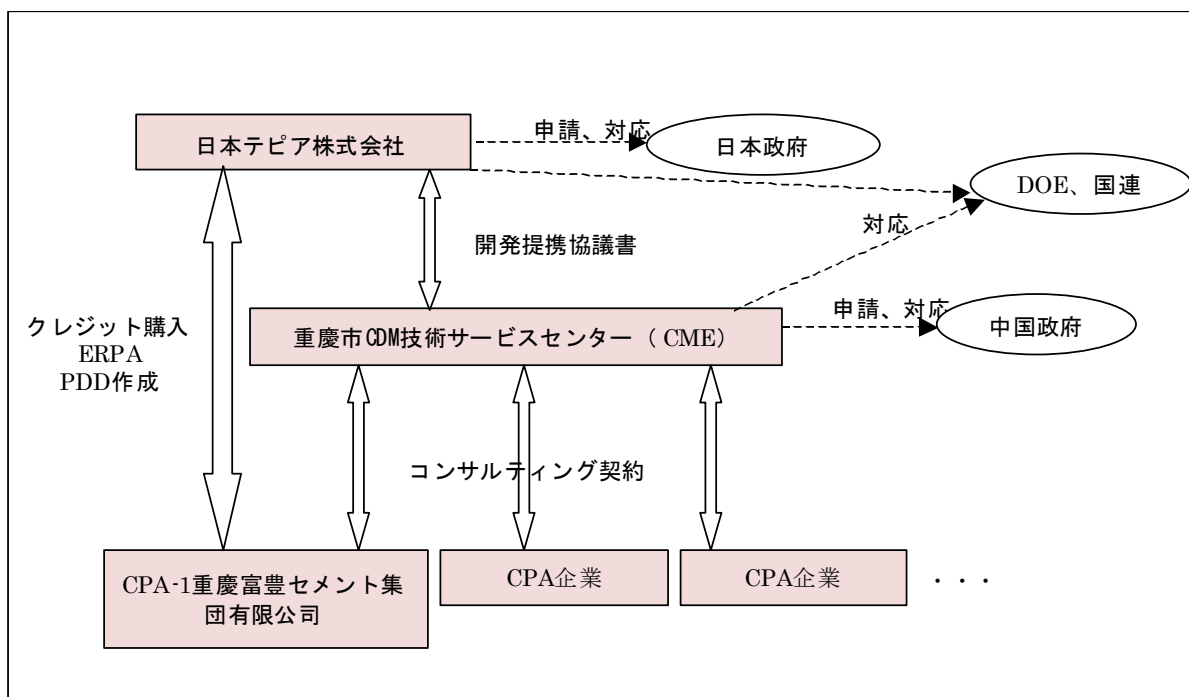 日本テピア株式会社
申請、対応
日本政府
DOE、国連
対応
開発提携協議書
クレジット購入
ERPA
PDD作成
重慶市CDM技術サービスセンター（ CME）
申請、対応
中国政府
コンサルティング契約
CPA-1重慶富豊セメント集
団有限公司
CPA企業
CPA企業
・・・